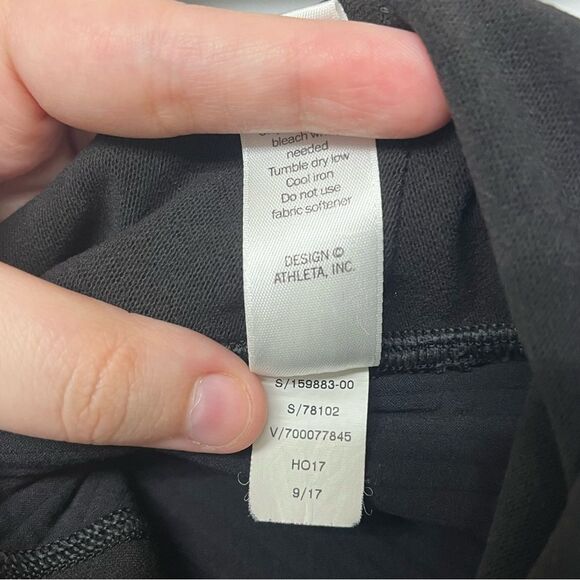 bleach
needed
Tumble dry low
Cool iron
Do not use
fabric softener
DESIGN ©
ATHLETA, INC.
S/159883-00
S/78102
V/700077845
HO17
9/17